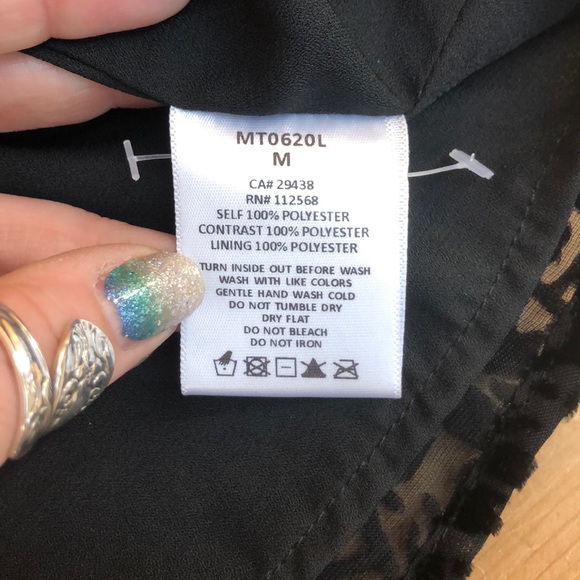 MT0620L
M
CA# 29438
RN# 112568
SELF 100% POLYESTER
CONTRAST 100% POLYESTER
LINING 100% POLYESTER
TURN INSIDE OUT BEFORE WASH
WASH WITH LIKE COLORS
GENTLE HAND WASH COLD
DO NOT TUMBLE DRY
DRY FLAT
DO NOT BLEACH
DO NOT IRON